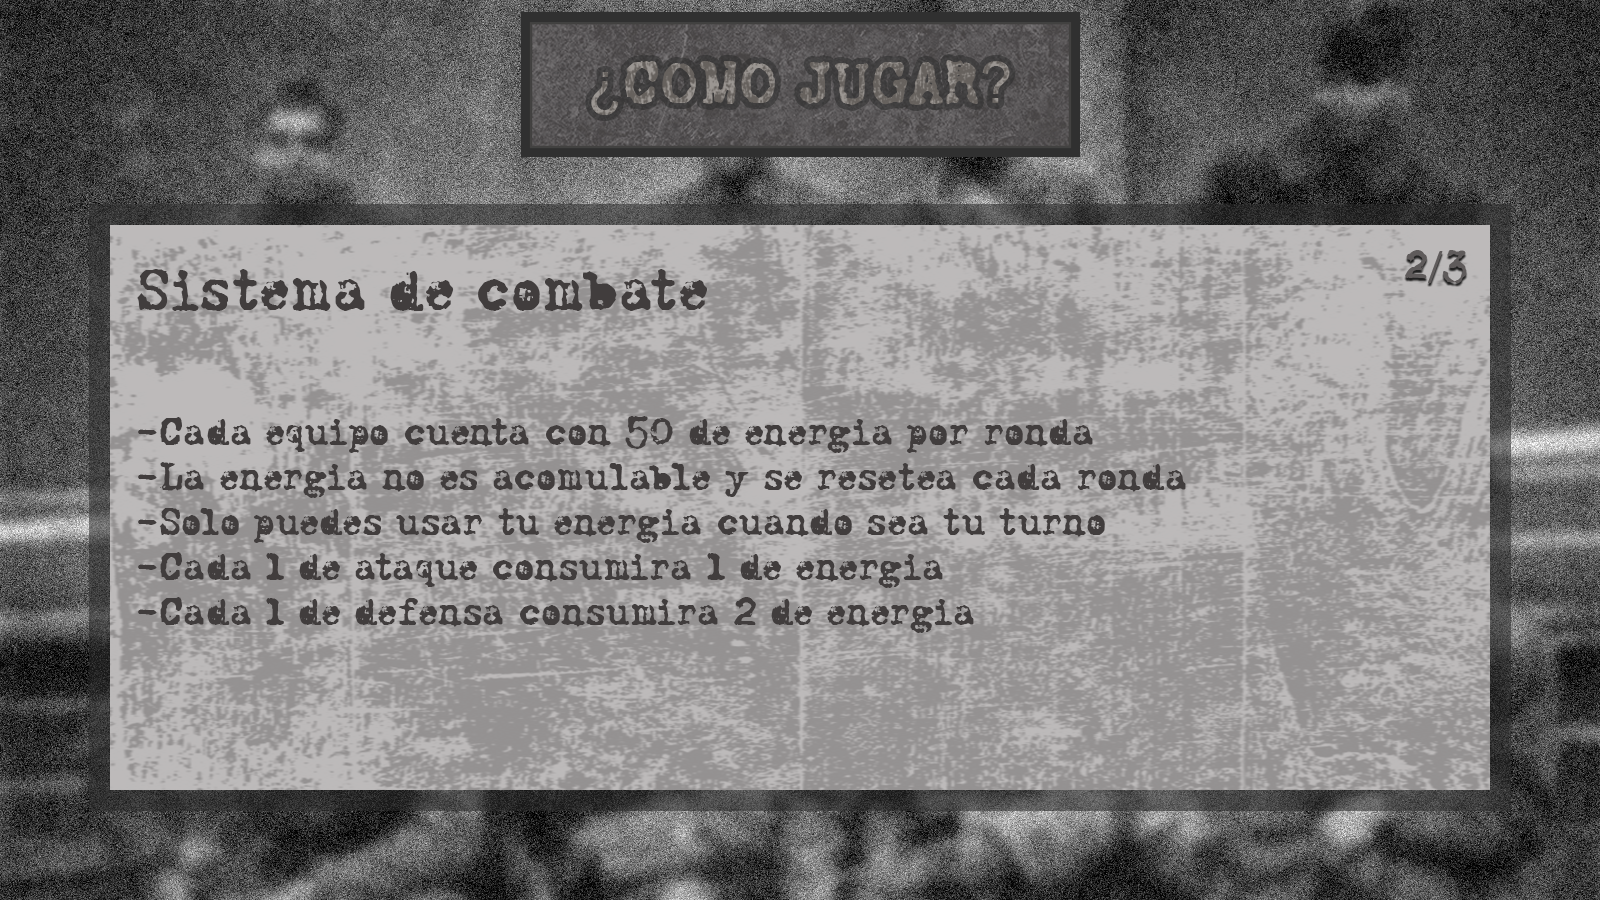 ¿COMO JUGAR?
2/3
Sistema de combate
-Cada equipo cuenta con 50 de energia por ronda
-La energia no es acomulable y se resetea cada ronda
-Solo puedes usar tu energia cuando sea tu turno
-Cada 1 de ataque consumira 1 de energia
-Cada 1 de defensa consumira 2 de energia